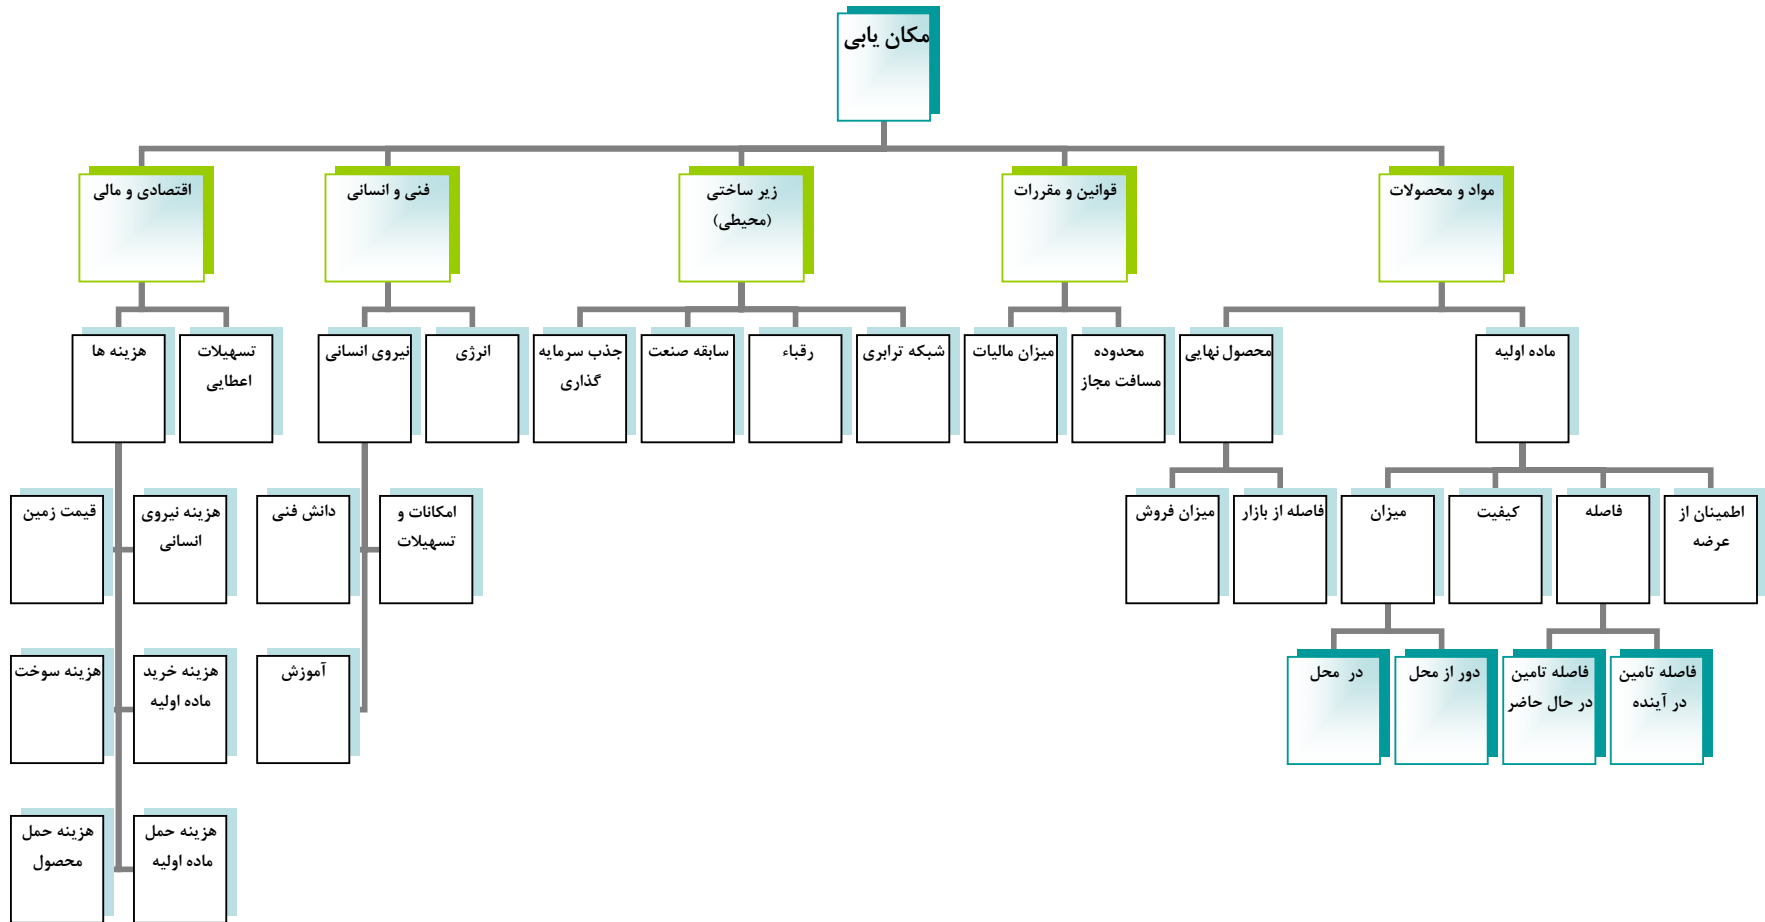 مکان یابی
مواد و محصولات
قوانین و مقررات
زیر ساختی
(محیطی)
فنی و انسانی
اقتصادی و مالی
ماده اولیه
محصول نهایی
محدوده
مسافت مجاز
میزان مالیات
شبکه ترابری
رقباء
سابقه صنعت
جذب سرمایه
گذاری
انرژی
نیروی انسانی
تسهیلات
اعطایی
هزینه ها
اطمینان از
عرضه
فاصله
کیفیت
میزان
فاصله از بازار
میزان فروش
امکانات و
تسهیلات
دانش فنی
هزینه نیروی
انسانی
قیمت زمین
فاصله تامین
در آینده
فاصله تامین
در حال حاضر
دور از محل
در محل
آموزش
هزینه خرید
ماده اولیه
هزینه سوخت
هزینه حمل
ماده اولیه
هزینه حمل
محصول